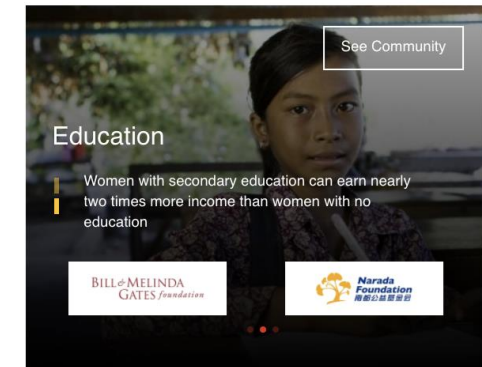 See Community
Education
Women with secondary education can earn nearly
two times more income than women with no
education
BILL & MELINDA
GATES foundation
Narada
Foundation
南都公益基金会